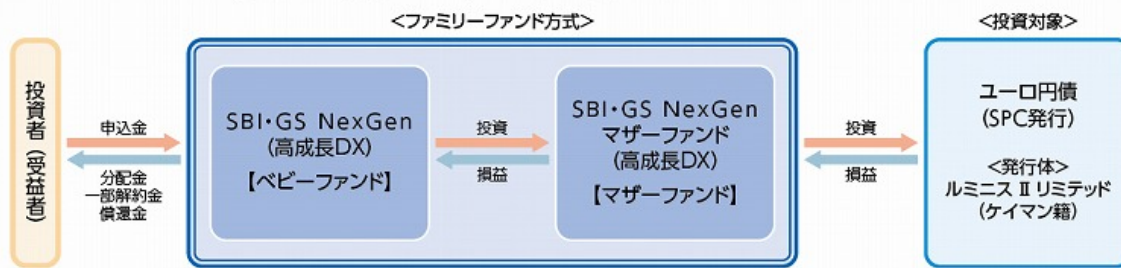 <ファミリーファンド方式>
<投資対象>
投資者(受益者)
申込金
分配金
一部解約金
償還金
SBI・GS NexGen
(高成長DX)
【ベビーファンド】
投資
損益
SBI・GS NexGen
マザーファンド
(高成長DX)
【マザーファンド】
投資
損益
ユーロ円債
(SPC発行)
<発行体>
ルミニス Ⅱ リミテッド
(ケイマン籍)